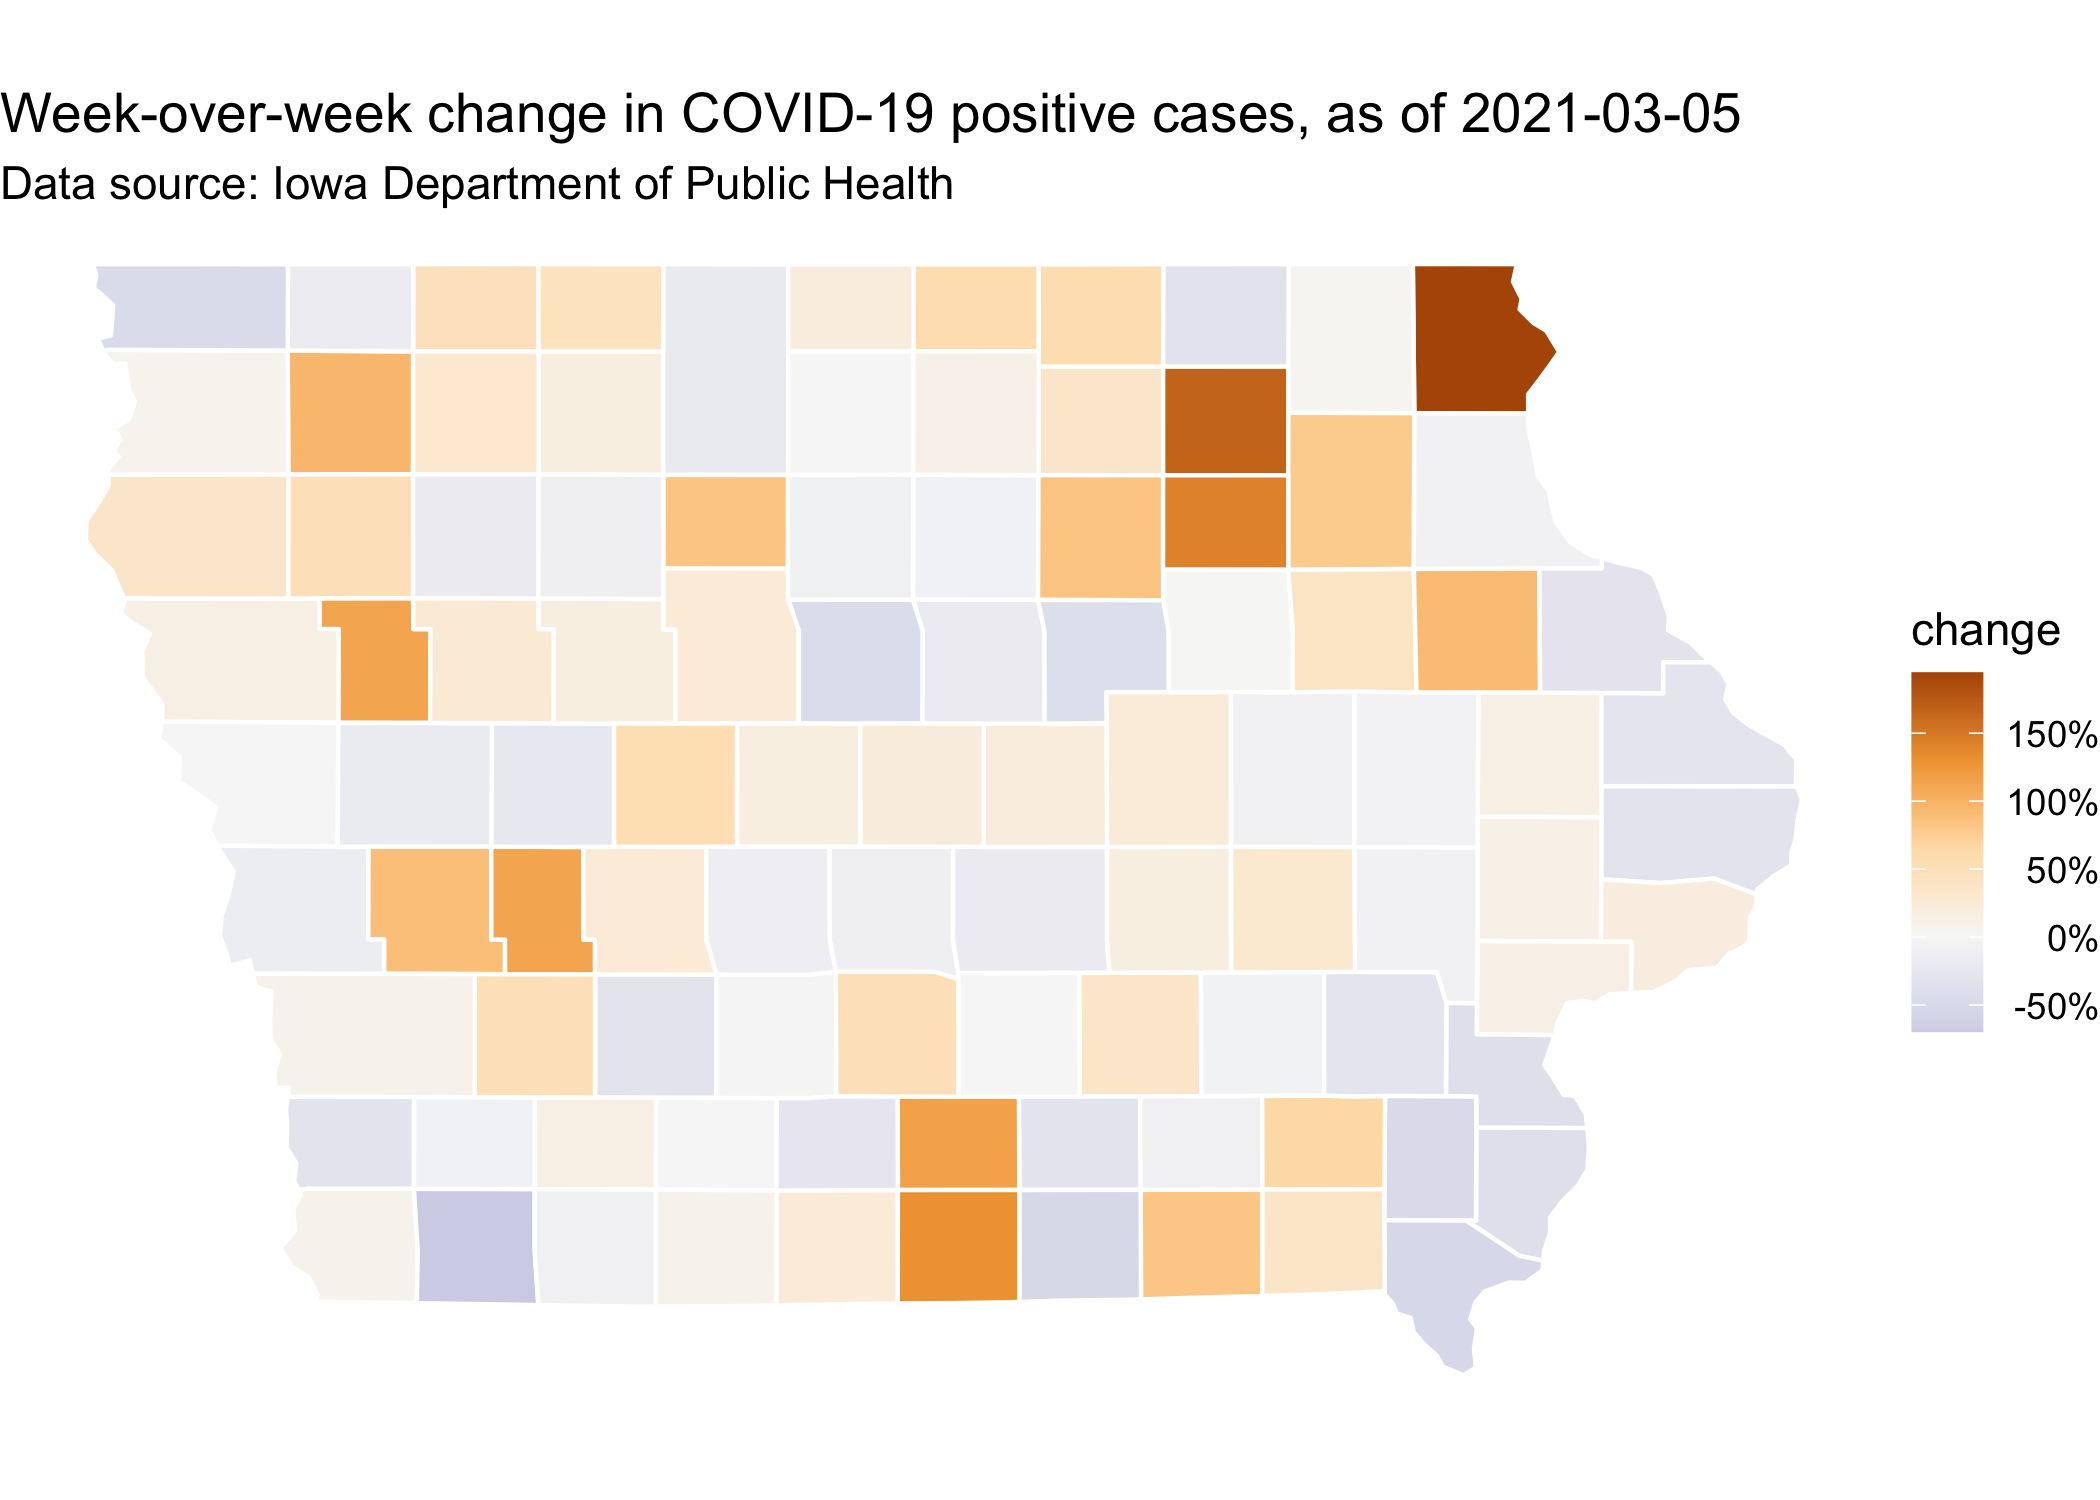 Week-over-week change in COVID-19 positive cases, as of 2021-03-05
Data source: Iowa Department of Public Health
change
150%
100%
50%
0%
-50%